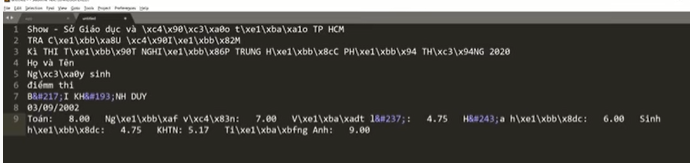 File Edit Selection Find View Goto Tools Project Preferences Help
untitled
1 Show - Sở Giáo dục và \xc4\x90\xc3\xa0o t\xe1\xba\xa1o TP HCM
2 TRA C\xe1\xbb\xa8U \xc4\x90I\xe1\xbb\x82M
3 Kì THI T\xe1\xbb\x90T NGHI\xe1\xbb\x86P TRUNG H\xe1\xbb\x8cC PH\xe1\xbb\x94 TH\xc3\x94NG 2020
4 Họ và Tên
5 Ng\xc3\xa0y sinh
6 điểmm thi
7 B&#217;I KH&#193;NH DUY
8 03/09/2002
9 Toán: 8.00 Ng\xe1\xbb\xaf v\xc4\x83n: 7.00 V\xe1\xba\xadt l&#237;: 4.75 H&#243;a h\xe1\xbb\x8dc: 6.00 Sinh
h\xe1\xbb\x8dc: 4.75 KHTN: 5.17 Ti\xe1\xba\xbfng Anh: 9.00